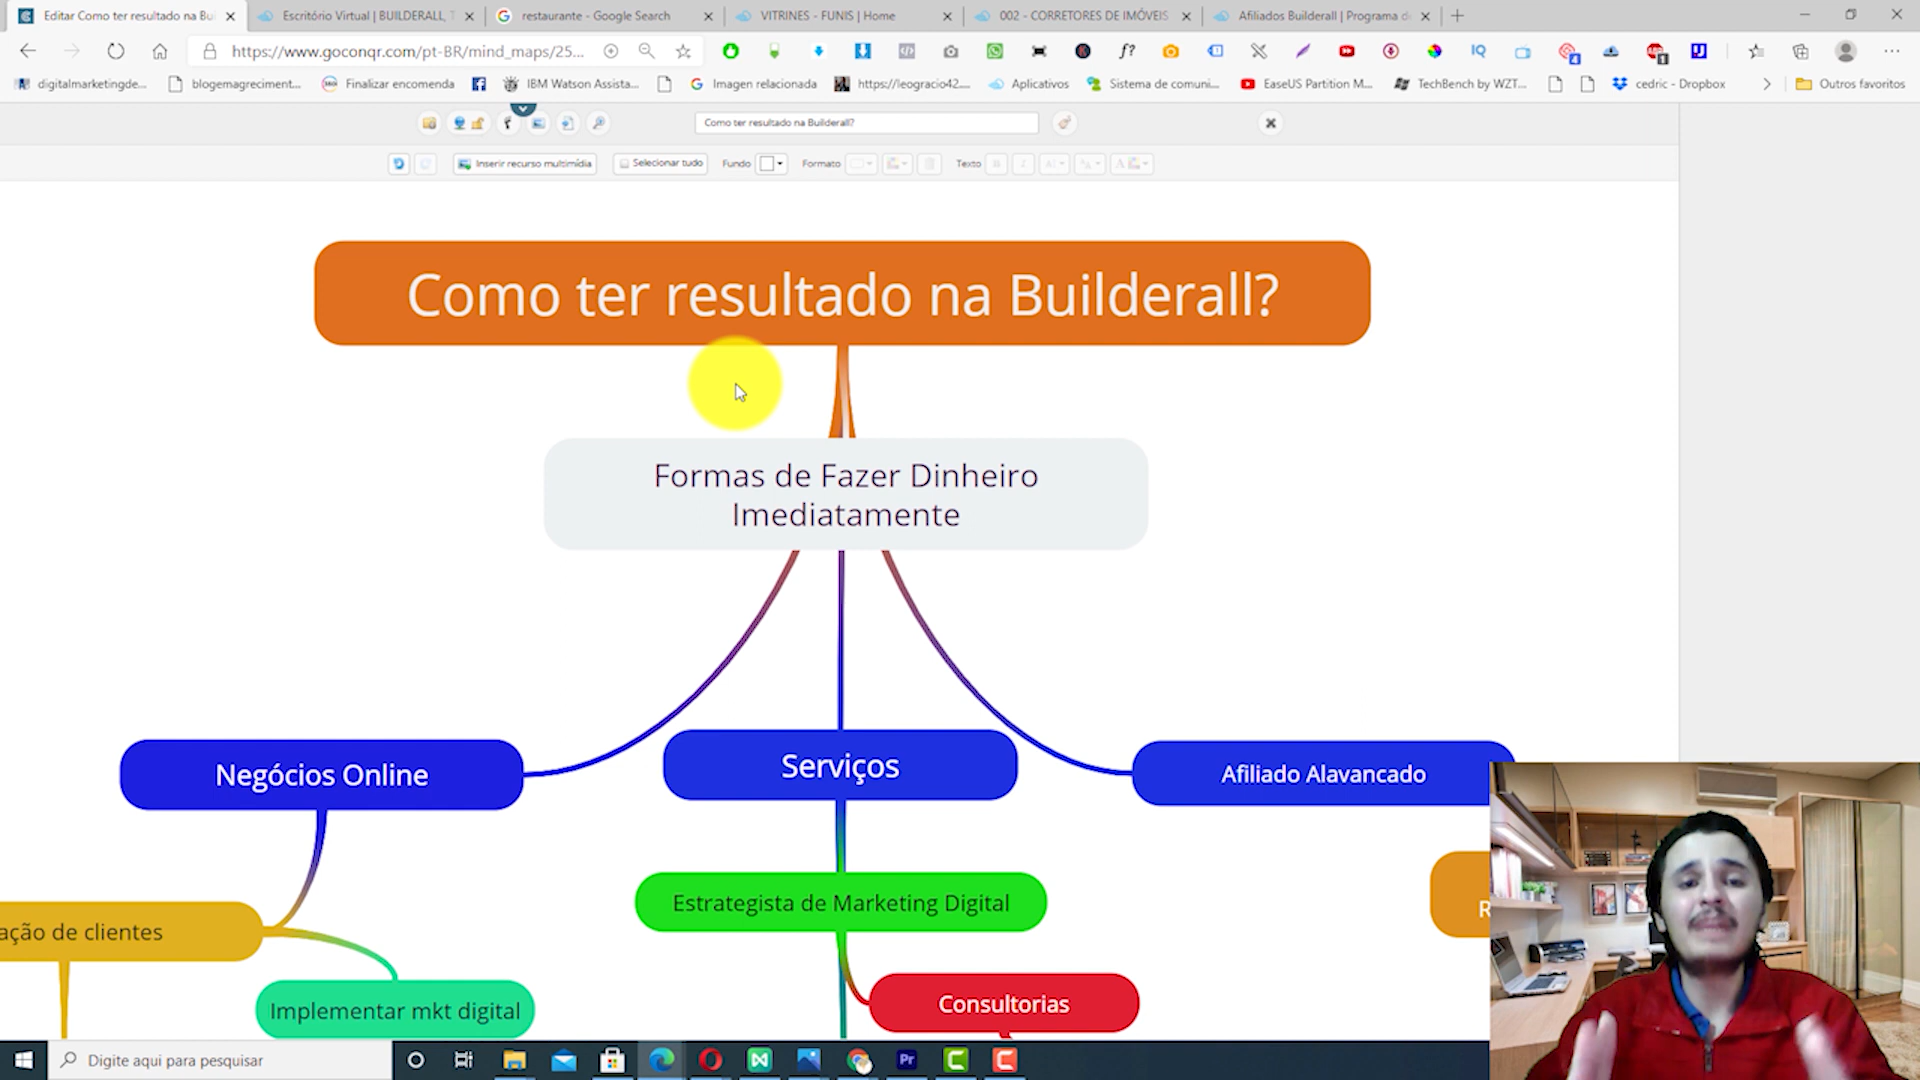 Editar Como ter resultado na Bu
Escritório Virtual | BUILDERALL, T
restaurante - Google Search
VITRINES - FUNIS | Home
002 - CORRETORES DE IMÓVEIS
Afiliados Builderall | Programa d
https://www.goconqr.com/pt-BR/mind_maps/25...
digitalmarketingde...
blogemagreciment...
Finalizar encomenda
IBM Watson Assista...
Imagen relacionada
https://leogracio42....
Aplicativos
Sistema de comuni...
EaseUS Partition M...
TechBench by WZT...
cedric - Dropbox
Outros favoritos
Como ter resultado na Builderall?
Inserir recurso multimídia
Selecionar tudo
Fundo
Formato
Texto
Como ter resultado na Builderall?
Formas de Fazer Dinheiro
Imediatamente
Negócios Online
Serviços
Afiliado Alavancado
ação de clientes
Estrategista de Marketing Digital
R
Implementar mkt digital
Consultorias
Digite aqui para pesquisar